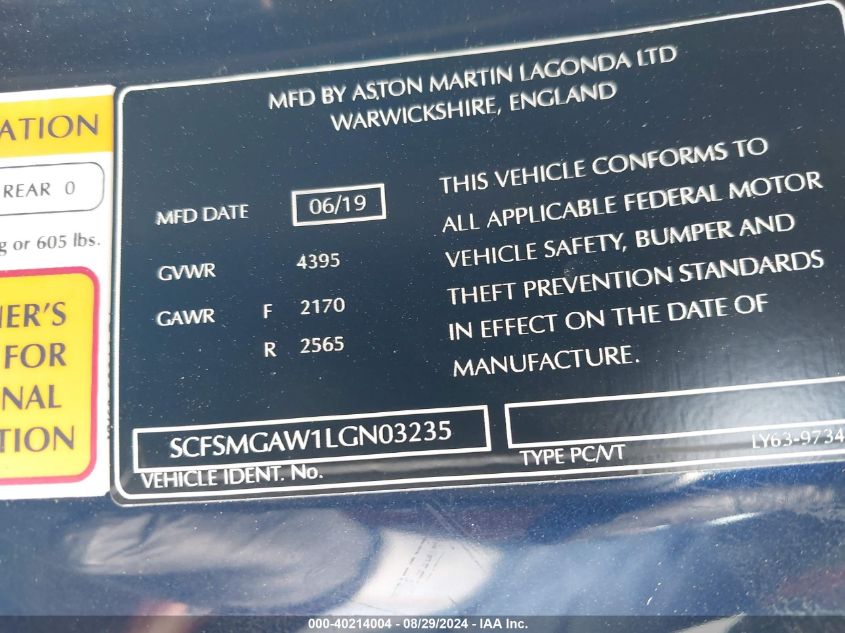 ATION
REAR 0
g or 605 lbs.
ER'S
FOR
NAL
TION
MFD BY ASTON MARTIN LAGONDA LTD
WARWICKSHIRE, ENGLAND
MFD DATE 06/19
GVWR 4395
GAWR F 2170
R 2565
THIS VEHICLE CONFORMS TO
ALL APPLICABLE FEDERAL MOTOR
VEHICLE SAFETY, BUMPER AND
THEFT PREVENTION STANDARDS
IN EFFECT ON THE DATE OF
MANUFACTURE.
SCFSMGAW1LGN03235
VEHICLE IDENT. No.
TYPE PC/VT
LY63-9734
000-40214004 - 08/29/2024 - IAA Inc.